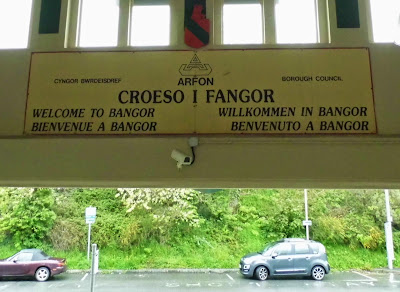 ARFON
CYNGOR BWRDEISDREF BOROUGH COUNCIL
CROESO I FANGOR
WELCOME TO BANGOR WILLKOMMEN IN BANGOR
BIENVENUE A BANGOR BENVENUTO A BANGOR